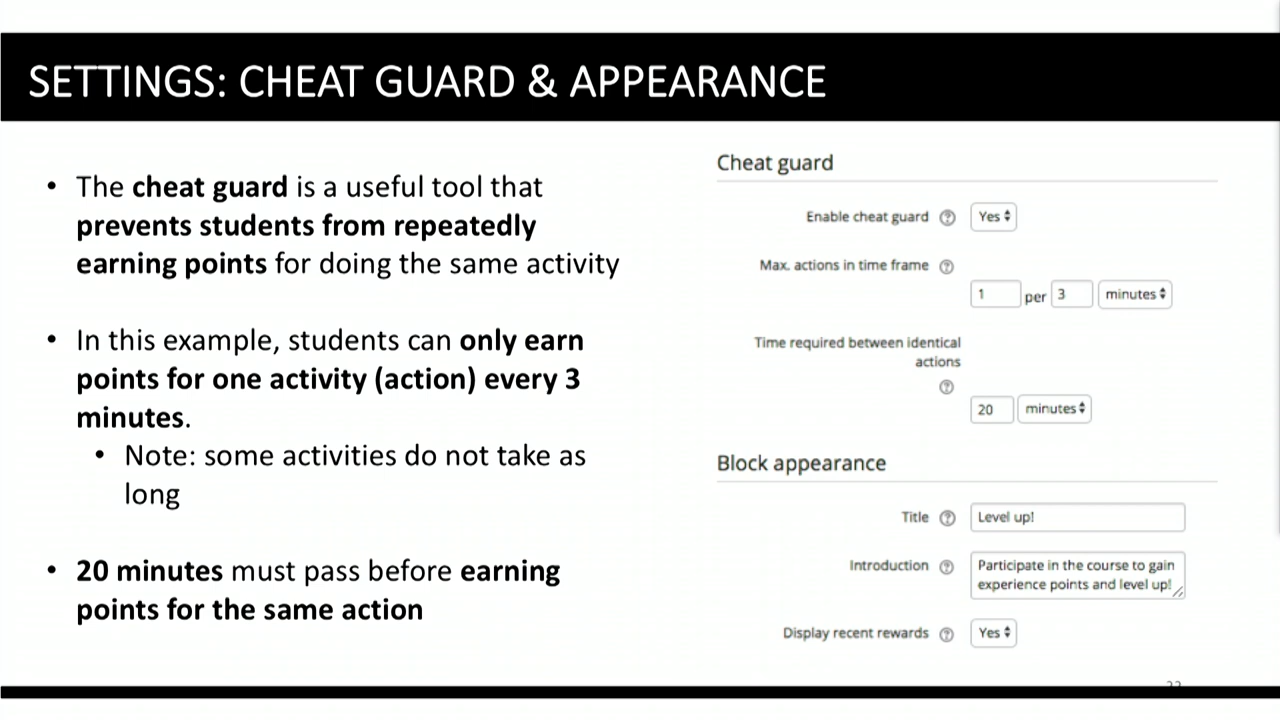 SETTINGS: CHEAT GUARD & APPEARANCE
• The cheat guard is a useful tool that
prevents students from repeatedly
earning points for doing the same activity
• In this example, students can only earn
points for one activity (action) every 3
minutes.
• Note: some activities do not take as
long
• 20 minutes must pass before earning
points for the same action
Cheat guard
Enable cheat guard ? Yes
Max. actions in time frame ?
1 per 3 minutes
Time required between identical
actions
?
20 minutes
Block appearance
Title ? Level up!
Introduction ? Participate in the course to gain
experience points and level up!
Display recent rewards ? Yes